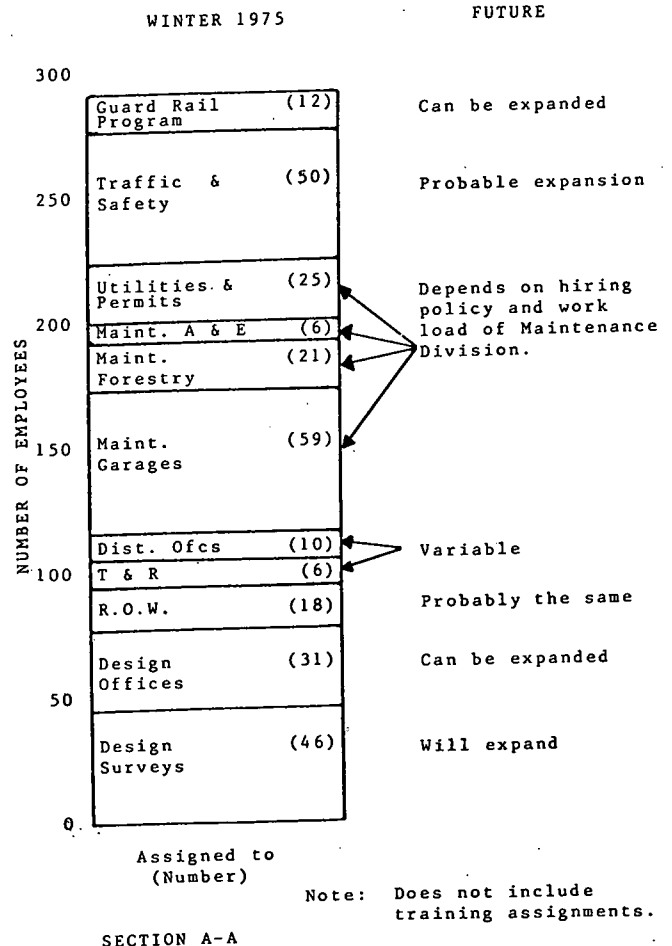 WINTER 1975 FUTURE
300
Guard Rail (12) Can be expanded
Program
Traffic & (50) Probable expansion
250
Safety
Utilities & (25) Depends on hiring
Permits policy and work
200
Maint. A & E (6) load of Maintenance
Maint. (21) Division.
Forestry
NUMBER OF EMPLOYEES
150
Maint. (59)
Garages
Dist. Ofcs (10) Variable
100
T & R (6)
R.O.W. (18) Probably the same
Design (31) Can be expanded
Offices
50
Design (46) Will expand
Surveys
0
Assigned to
(Number)
Note: Does not include
training assignments.
SECTION A-A